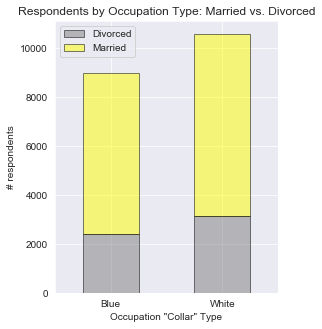 Respondents by Occupation Type: Married vs. Divorced
Divorced
Married
10000
8000
6000
4000
2000
0
# respondents
Blue
White
Occupation "Collar" Type